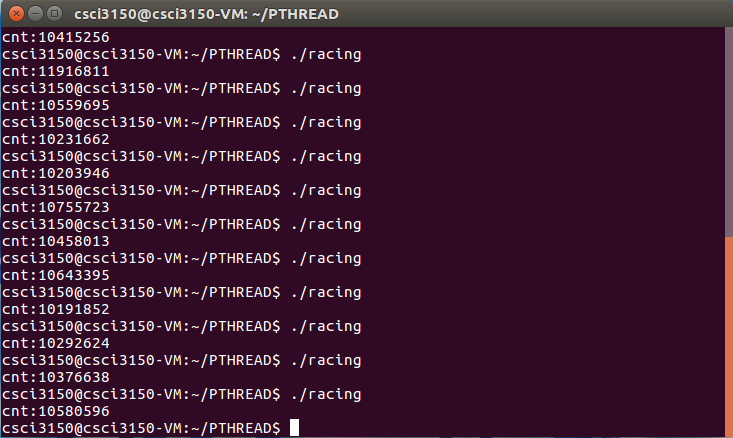 csci3150@csci3150-VM: ~/PTHREAD
cnt:10415256
csci3150@csci3150-VM:~/PTHREAD$ ./racing
cnt:11916811
csci3150@csci3150-VM:~/PTHREAD$ ./racing
cnt:10559695
csci3150@csci3150-VM:~/PTHREAD$ ./racing
cnt:10231662
csci3150@csci3150-VM:~/PTHREAD$ ./racing
cnt:10203946
csci3150@csci3150-VM:~/PTHREAD$ ./racing
cnt:10755723
csci3150@csci3150-VM:~/PTHREAD$ ./racing
cnt:10458013
csci3150@csci3150-VM:~/PTHREAD$ ./racing
cnt:10643395
csci3150@csci3150-VM:~/PTHREAD$ ./racing
cnt:10191852
csci3150@csci3150-VM:~/PTHREAD$ ./racing
cnt:10292624
csci3150@csci3150-VM:~/PTHREAD$ ./racing
cnt:10376638
csci3150@csci3150-VM:~/PTHREAD$ ./racing
cnt:10580596
csci3150@csci3150-VM:~/PTHREAD$